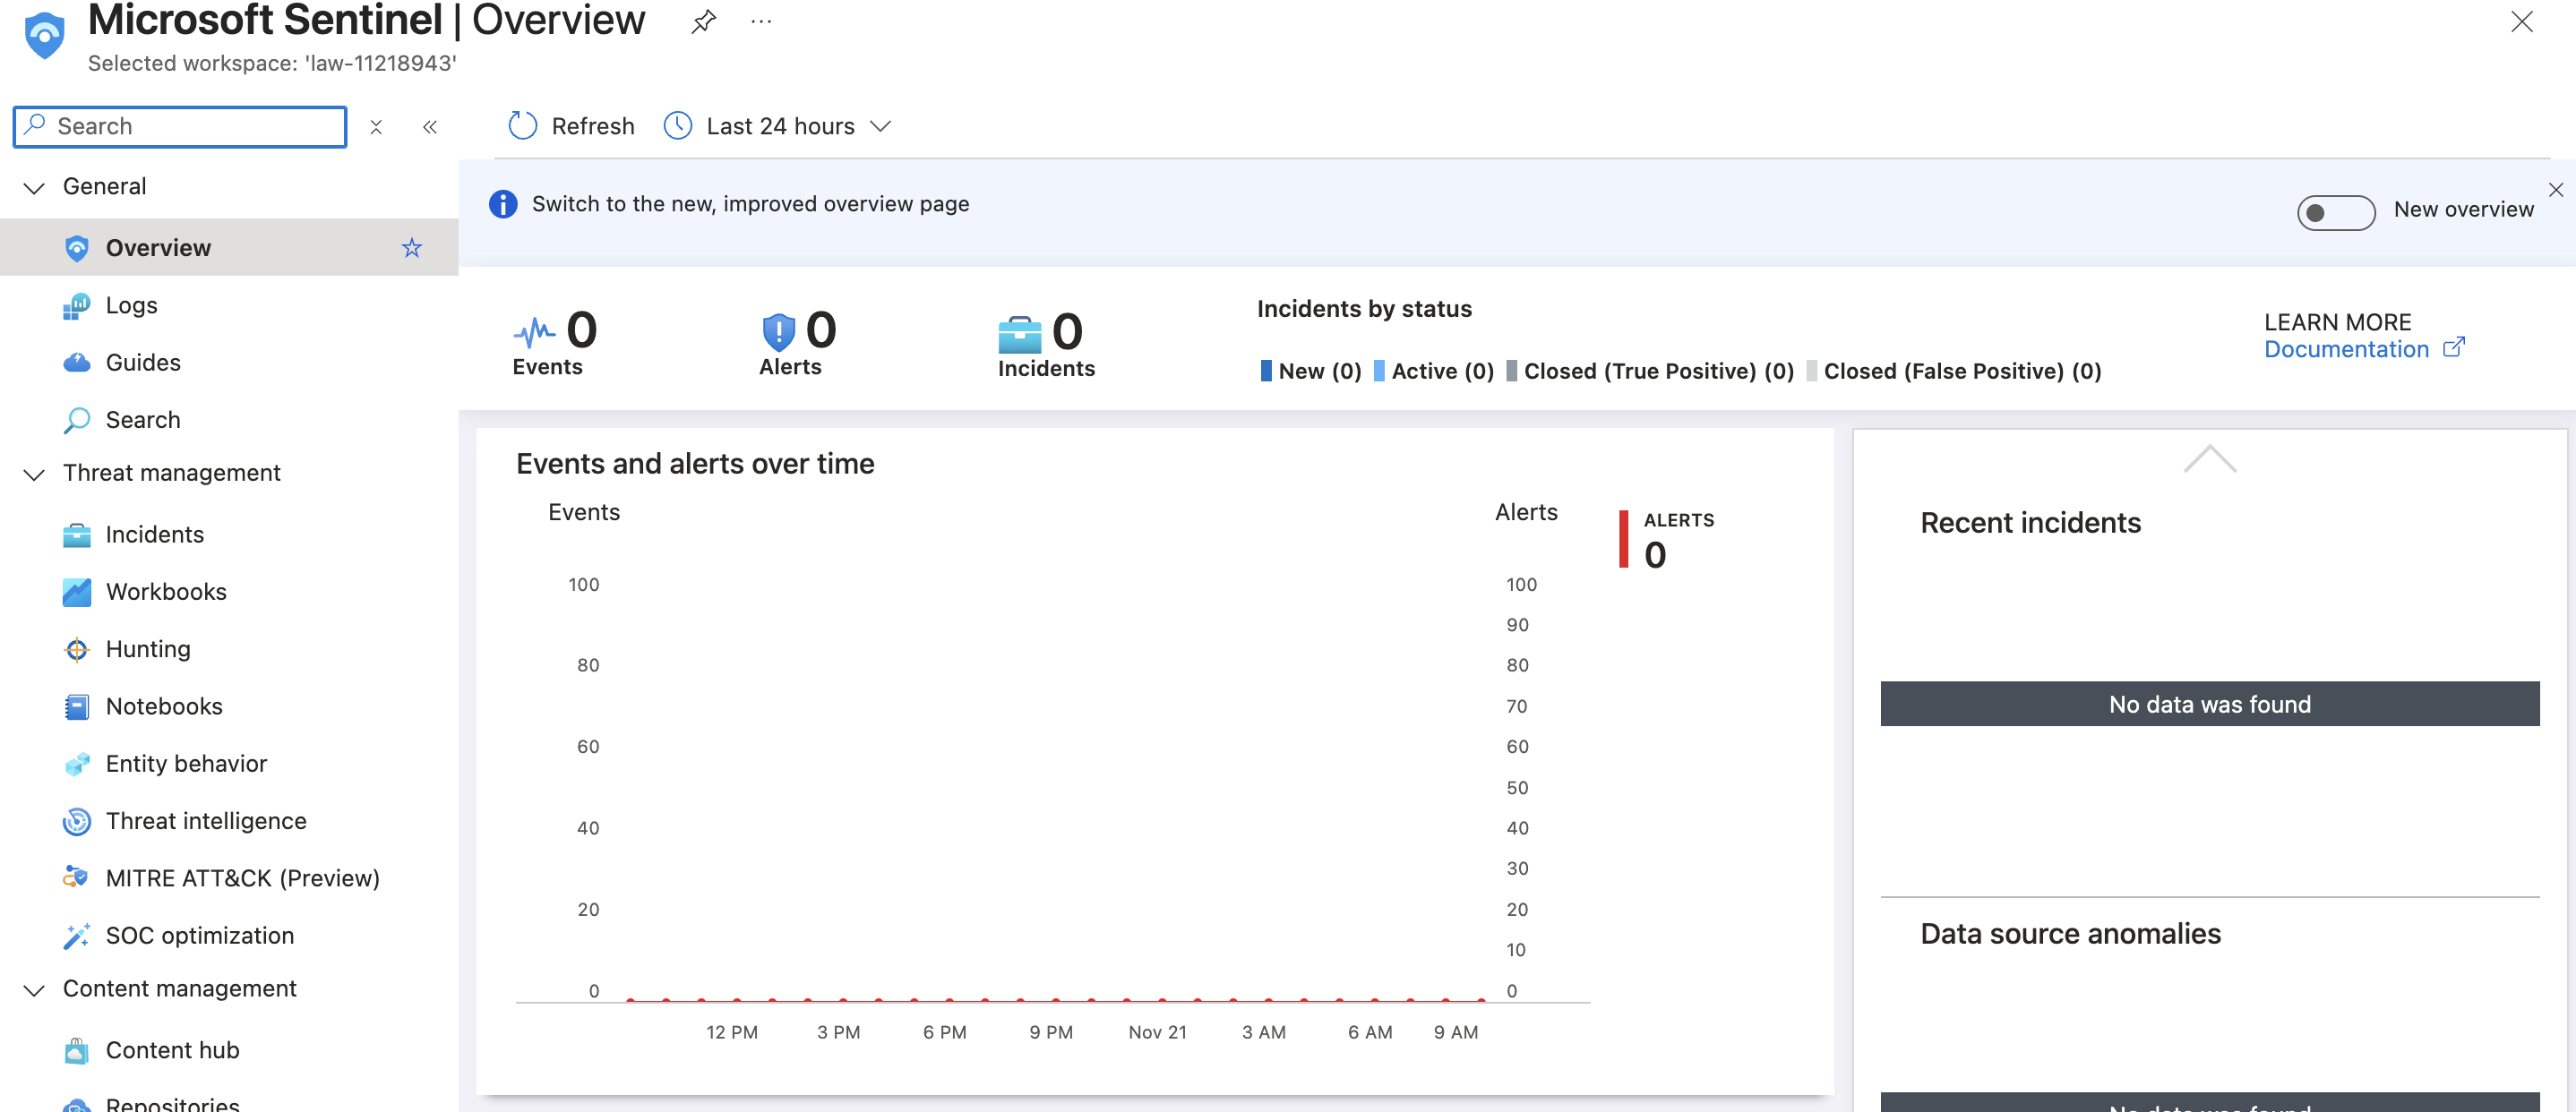 Microsoft Sentinel | Overview
Selected workspace: 'law-11218943'
Search
Refresh
Last 24 hours
General
Overview
Logs
Guides
Search
Threat management
Incidents
Workbooks
Hunting
Notebooks
Entity behavior
Threat intelligence
MITRE ATT&CK (Preview)
SOC optimization
Content management
Content hub
Repositories
Switch to the new, improved overview page
New overview
0
Events
0
Alerts
0
Incidents
Incidents by status
New (0) Active (0) Closed (True Positive) (0) Closed (False Positive) (0)
LEARN MORE
Documentation
Events and alerts over time
Events
Alerts
100
80
60
40
20
0
100
90
80
70
60
50
40
30
20
10
0
12 PM 3 PM 6 PM 9 PM Nov 21 3 AM 6 AM 9 AM
ALERTS
0
Recent incidents
No data was found
Data source anomalies
No data was found